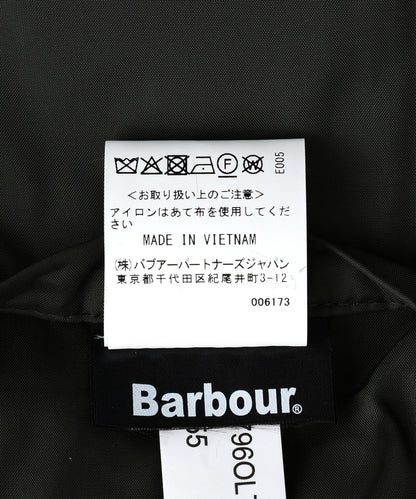 E005
＜お取り扱い上のご注意＞
アイロンはあて布を使用してくださ
い
MADE IN VIETNAM
(株)バブアーパートナーズジャパン
東京都千代田区紀尾井町3-12
006173
Barbour®
496OL-
55